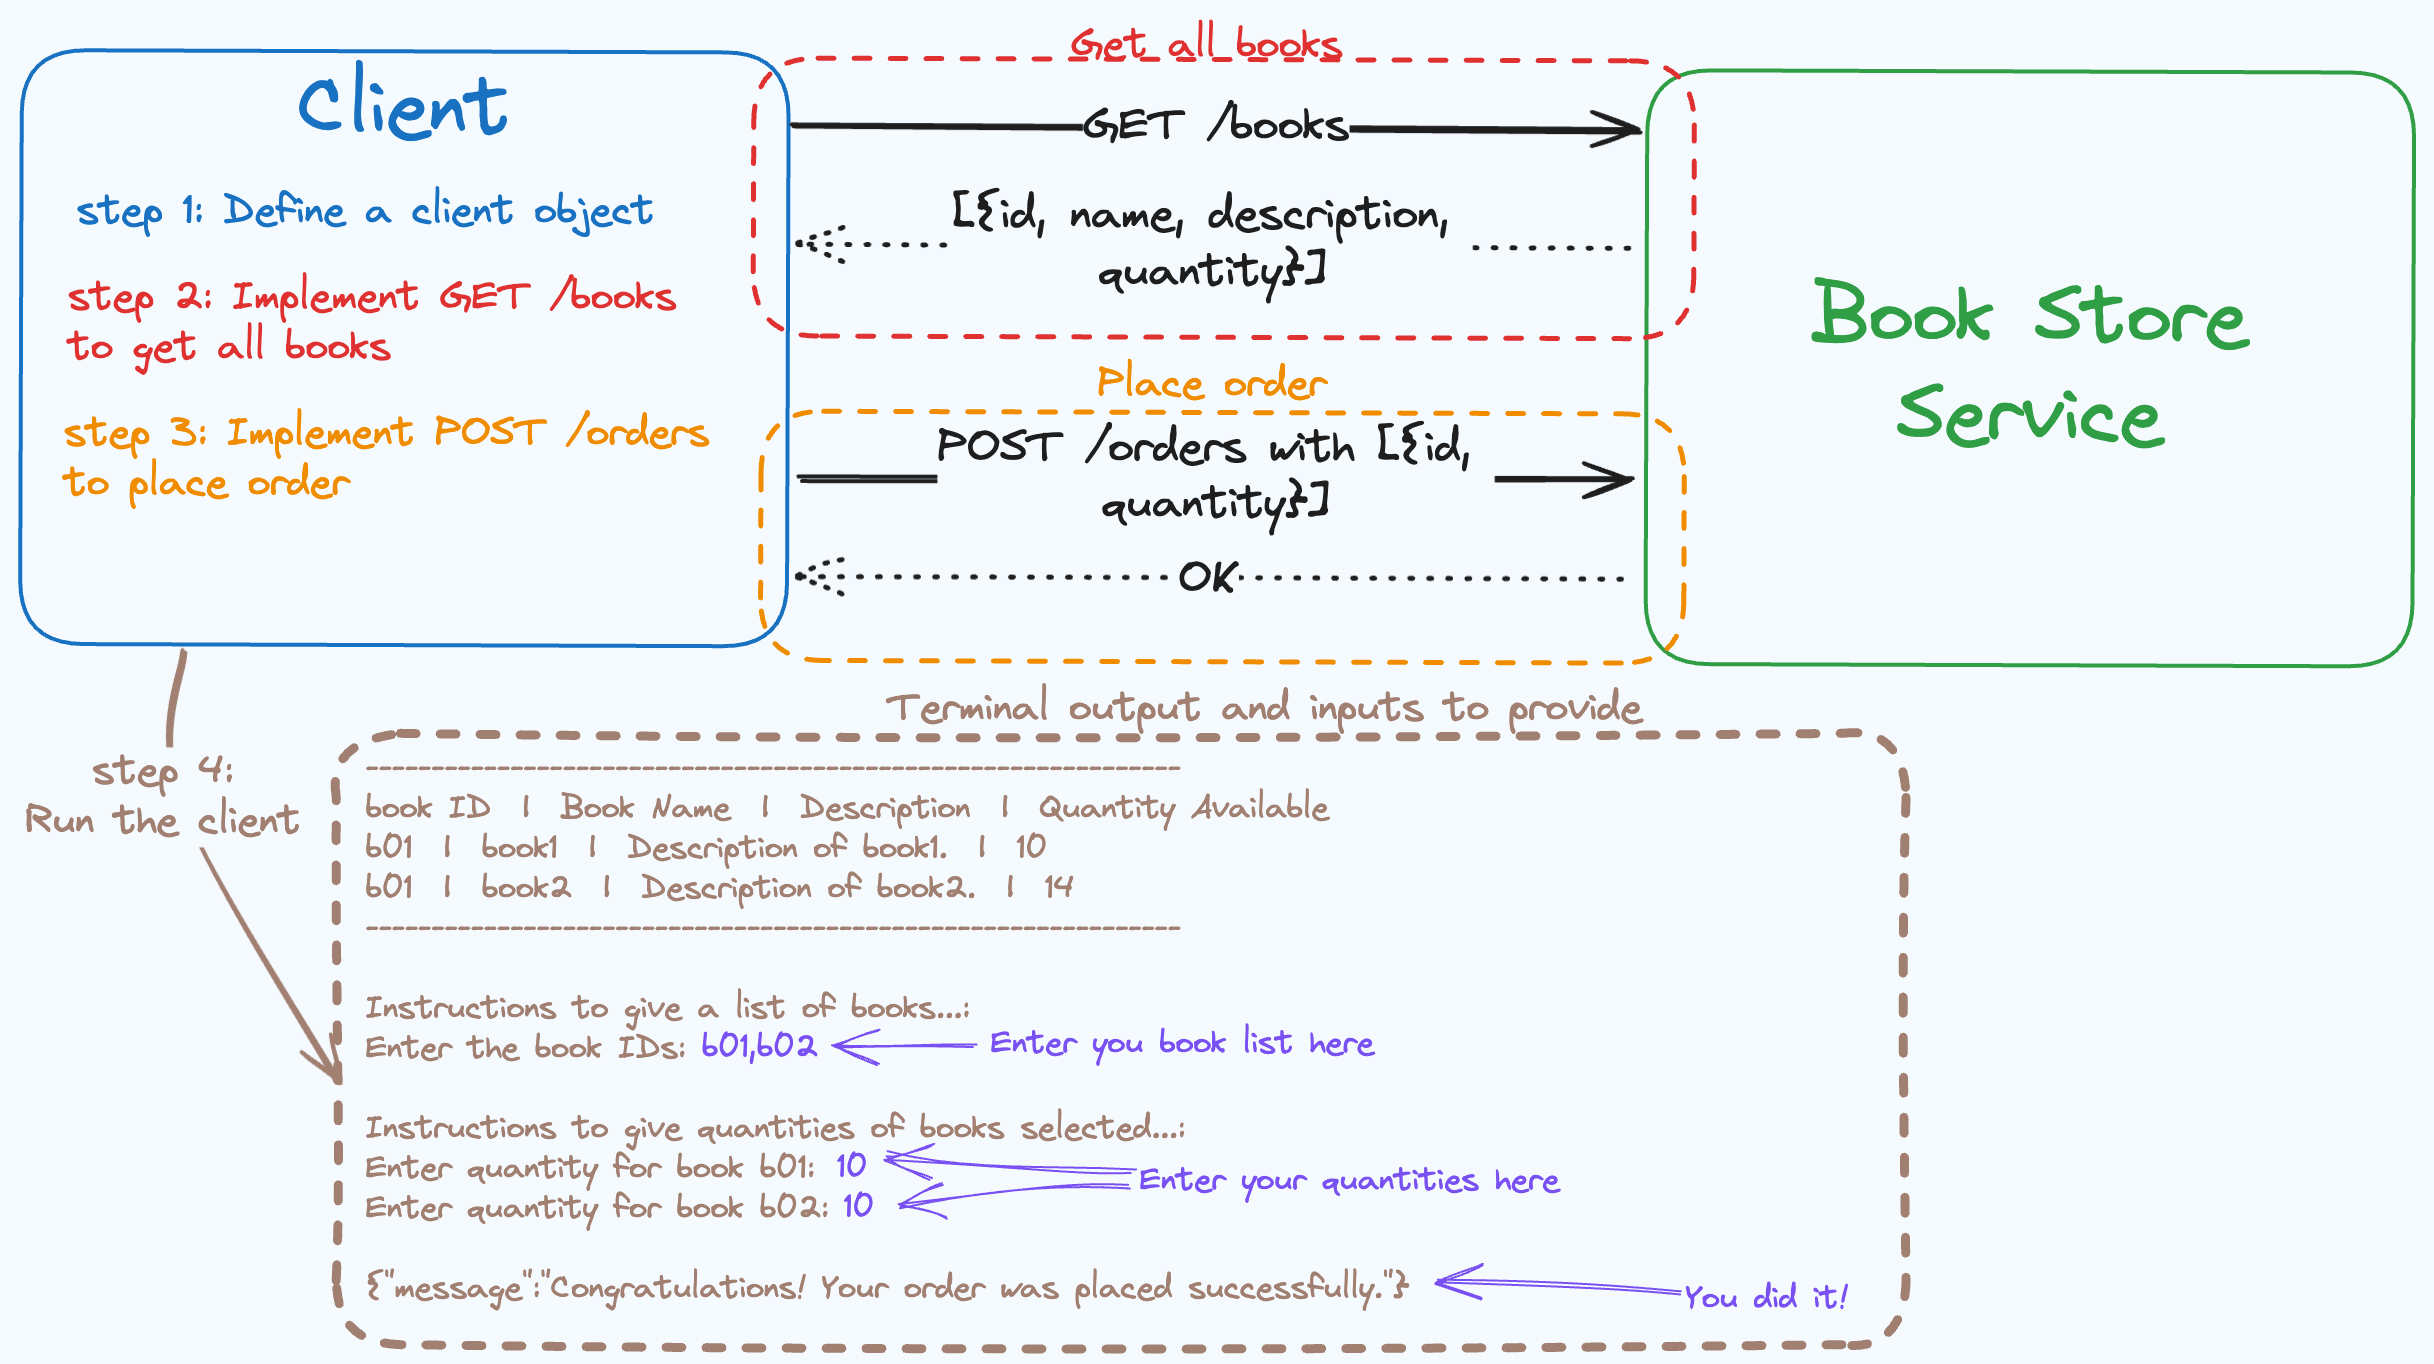 Client
step 1: Define a client object
step 2: Implement GET /books
to get all books
step 3: Implement POST /orders
to place order
Get all books
GET /books
[{id, name, description,
quantity}]
Place order
POST /orders with [{id,
quantity}]
OK
Book Store
Service
step 4:
Run the client
Terminal output and inputs to provide
------------------------------------------------------------------
book ID | Book Name | Description | Quantity Available
b01 | book1 | Description of book1. | 10
b01 | book2 | Description of book2. | 14
------------------------------------------------------------------
Instructions to give a list of books...:
Enter the book IDs: b01,b02
Enter you book list here
Instructions to give quantities of books selected...:
Enter quantity for book b01: 10
Enter quantity for book b02: 10
Enter your quantities here
{"message":"Congratulations! Your order was placed successfully."}
You did it!